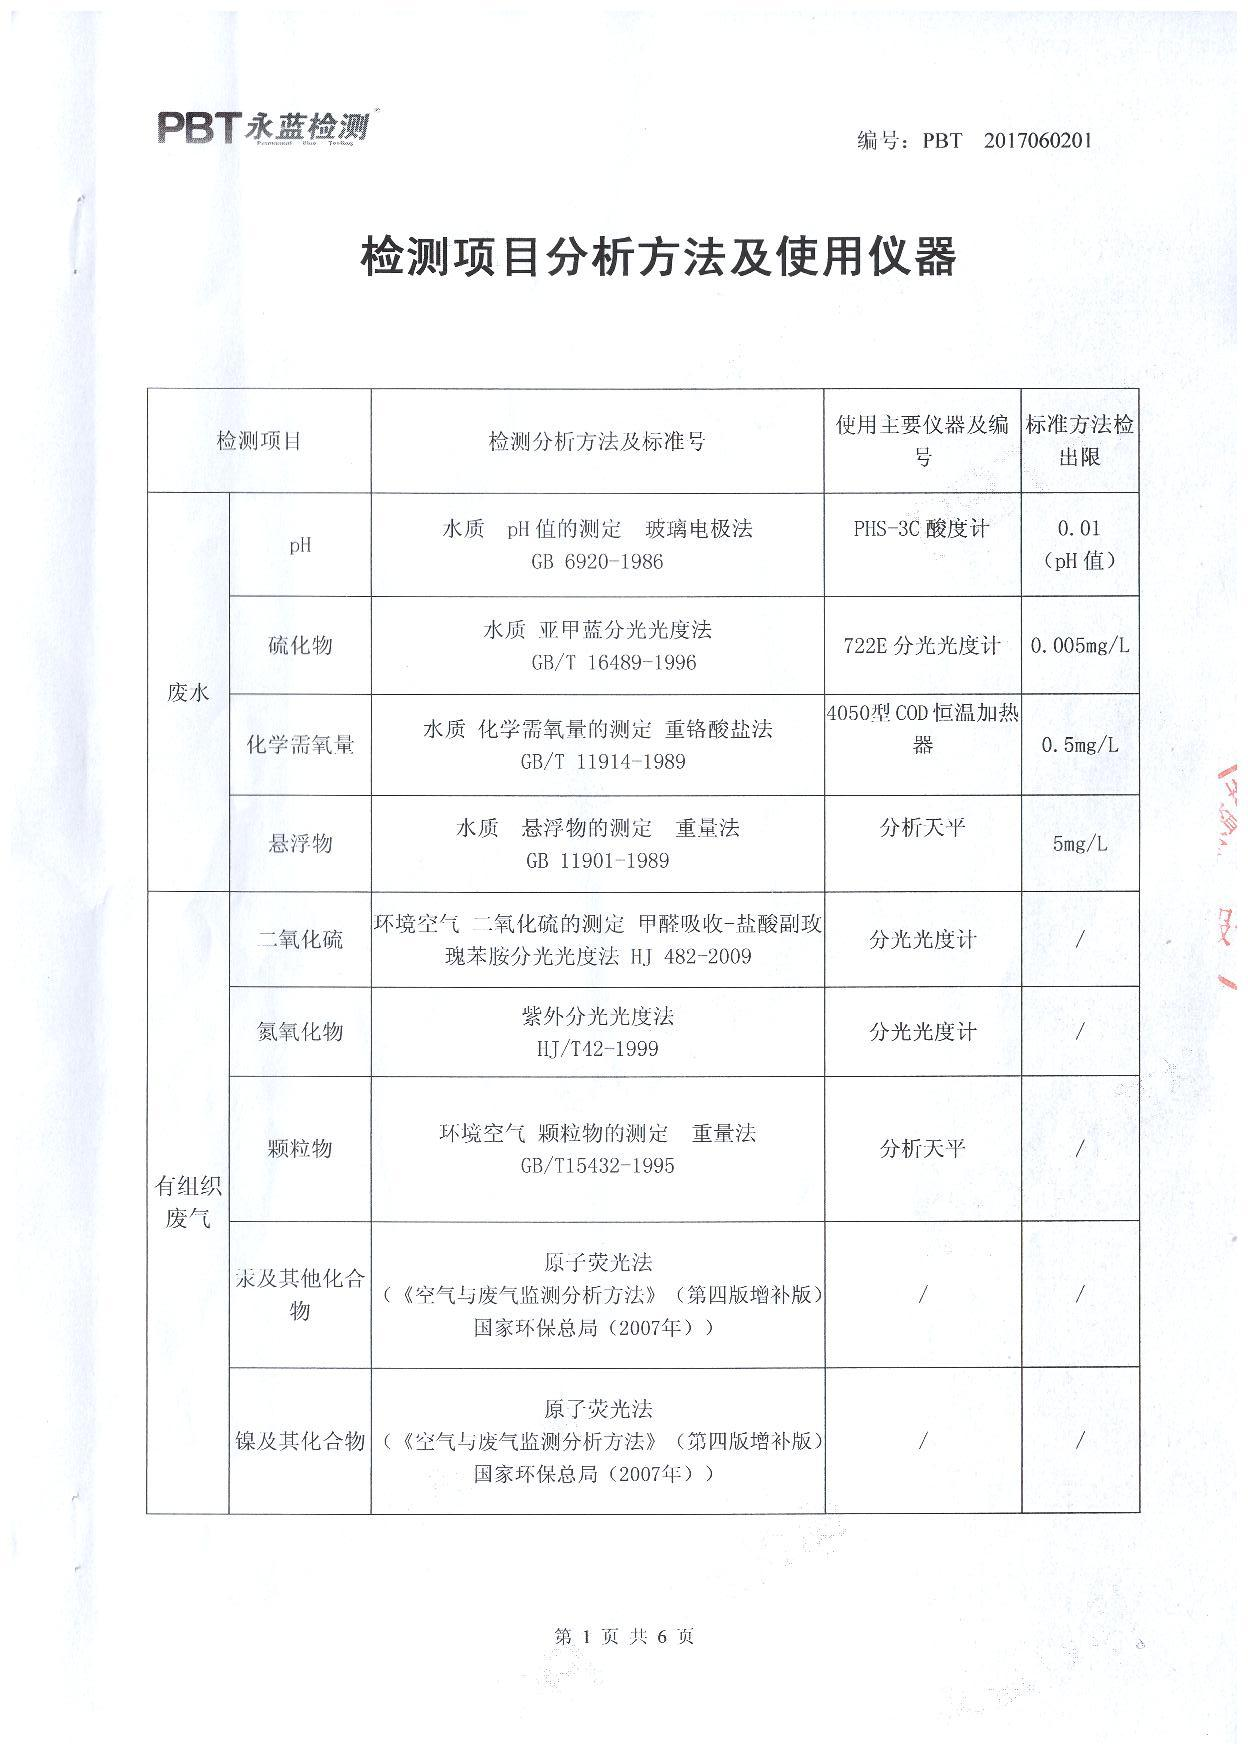 PBT永蓝检测
Permanent Blue Testing
编号：PBT 2017060201
检测项目分析方法及使用仪器
检测项目
检测分析方法及标准号
使用主要仪器及编
号
标准方法检
出限
废水
pH
水质 pH 值的测定 玻璃电极法
GB 6920-1986
PHS-3C 酸度计
0.01
（pH 值）
硫化物
水质 亚甲蓝分光光度法
GB/T 16489-1996
722E 分光光度计
0.005mg/L
化学需氧量
水质 化学需氧量的测定 重铬酸盐法
GB/T 11914-1989
4050型 COD 恒温加热
器
0.5mg/L
悬浮物
水质 悬浮物的测定 重量法
GB 11901-1989
分析天平
5mg/L
有组织
废气
二氧化硫
环境空气 二氧化硫的测定 甲醛吸收-盐酸副玫
瑰苯胺分光光度法 HJ 482-2009
分光光度计
/
氮氧化物
紫外分光光度法
HJ/T42-1999
分光光度计
/
颗粒物
环境空气 颗粒物的测定 重量法
GB/T15432-1995
分析天平
/
汞及其他化合
物
原子荧光法
（《空气与废气监测分析方法》（第四版增补版）
国家环保总局（2007年））
/
/
镍及其化合物
原子荧光法
（《空气与废气监测分析方法》（第四版增补版）
国家环保总局（2007年））
/
/
第 1 页 共 6 页